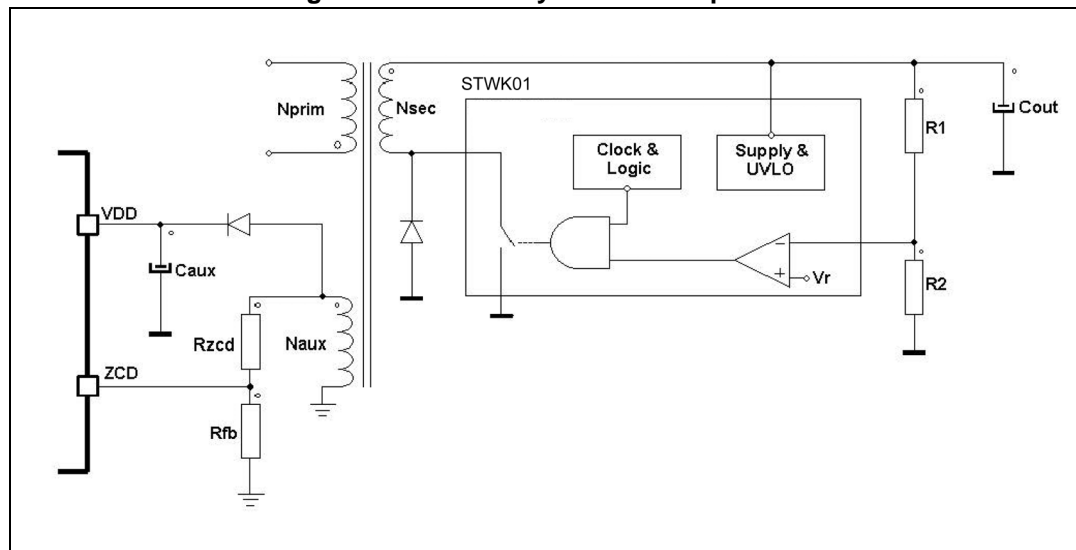 STWK01
Nprim
Nsec
Cout
R1
Clock &
Logic
Supply &
UVLO
VDD
Caux
Vr
R2
Rzcd
Naux
ZCD
Rfb